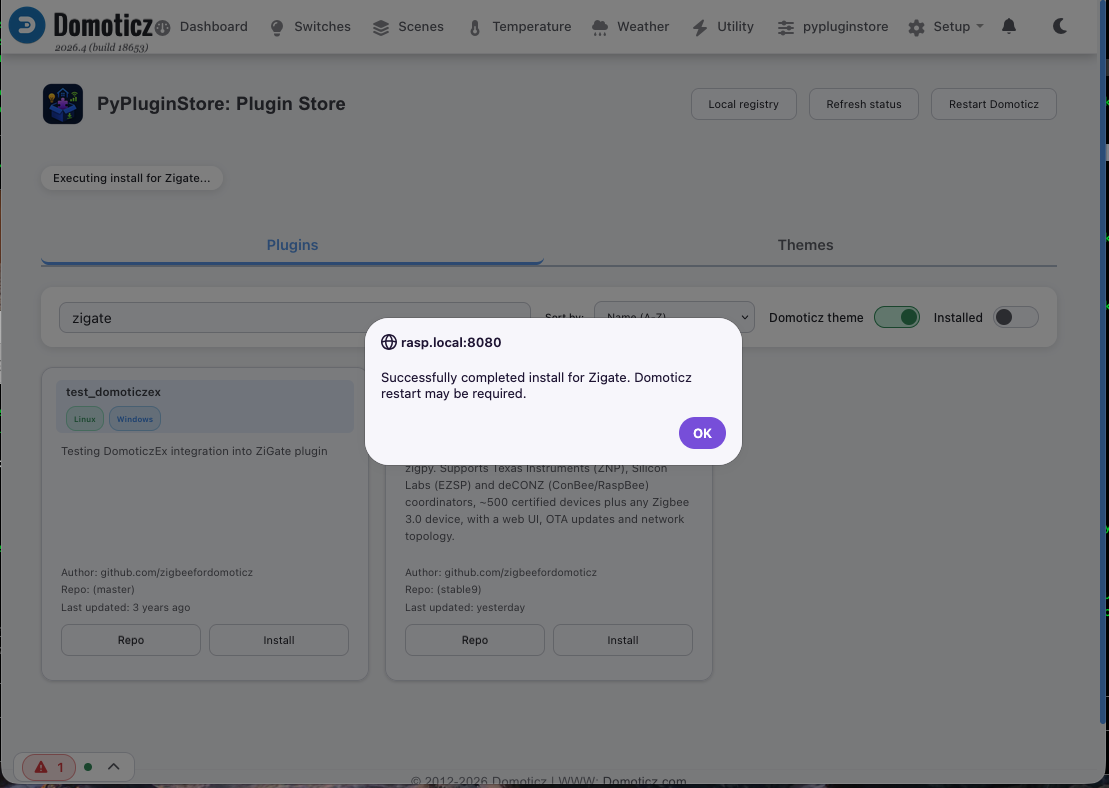 Domoticz
2026.4 (build 18653)
Dashboard
Switches
Scenes
Temperature
Weather
Utility
pypluginstore
Setup
PyPluginStore: Plugin Store
Local registry
Refresh status
Restart Domoticz
Executing install for Zigate...
Plugins
Themes
zigate
Sort by:
Name (A-Z)
Domoticz theme
Installed
rasp.local:8080
Successfully completed install for Zigate. Domoticz
restart may be required.
OK
test_domoticzex
Linux
Windows
Testing DomoticzEx integration into ZiGate plugin
Author: github.com/zigbeefordomoticz
Repo: (master)
Last updated: 3 years ago
Repo
Install
zigpy. Supports Texas Instruments (ZNP), Silicon
Labs (EZSP) and deCONZ (ConBee/RaspBee)
coordinators, ~500 certified devices plus any Zigbee
3.0 device, with a web UI, OTA updates and network
topology.
Author: github.com/zigbeefordomoticz
Repo: (stable9)
Last updated: yesterday
Repo
Install
1
© 2012-2026 Domoticz | WWW: Domoticz.com